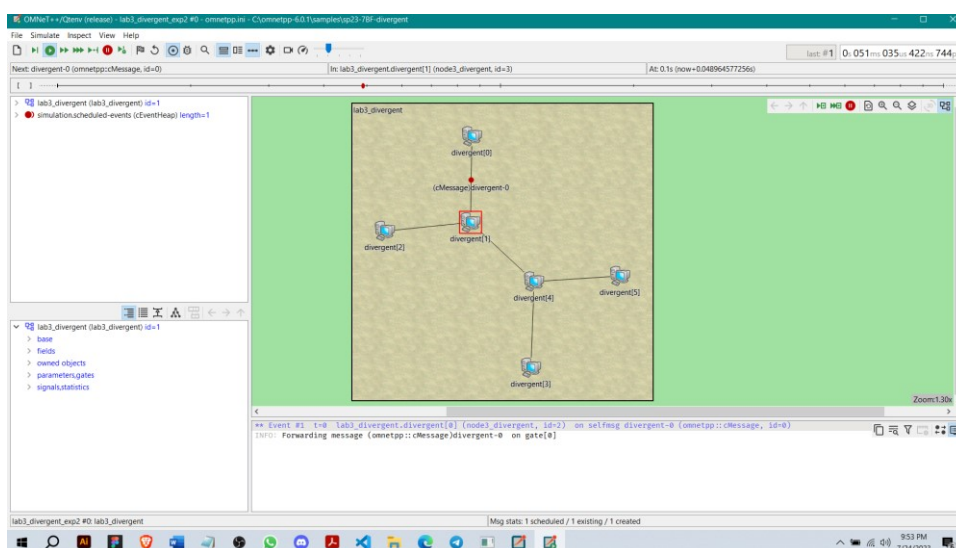 OMNeT++/Qtenv (release) - lab3_divergent_exp2 #0 - omnetpp.ini - C:\omnetpp-6.0.1\samples\sp23-7BF-divergent
File Simulate Inspect View Help
last: #1 0s 051ms 035us 422ns 744p
Next: divergent-0 (omnetpp::cMessage, id=0) In: lab3_divergent.divergent[1] (node3_divergent, id=3) At: 0.1s (now+0.048964577256s)
lab3_divergent (lab3_divergent) id=1
simulation.scheduled-events (cEventHeap) length=1
lab3_divergent
divergent[0]
(cMessage)divergent-0
divergent[1]
divergent[2]
divergent[4]
divergent[5]
divergent[3]
Zoom:1.30x
lab3_divergent (lab3_divergent) id=1
base
fields
owned objects
parameters,gates
signals,statistics
** Event #1 t=0 lab3_divergent.divergent[0] (node3_divergent, id=2) on selfmsg divergent-0 (omnetpp::cMessage, id=0)
INFO: Forwarding message (omnetpp::cMessage)divergent-0 on gate[0]
lab3_divergent_exp2 #0: lab3_divergent Msg stats: 1 scheduled / 1 existing / 1 created
Ai
9:53 PM
7/24/2023